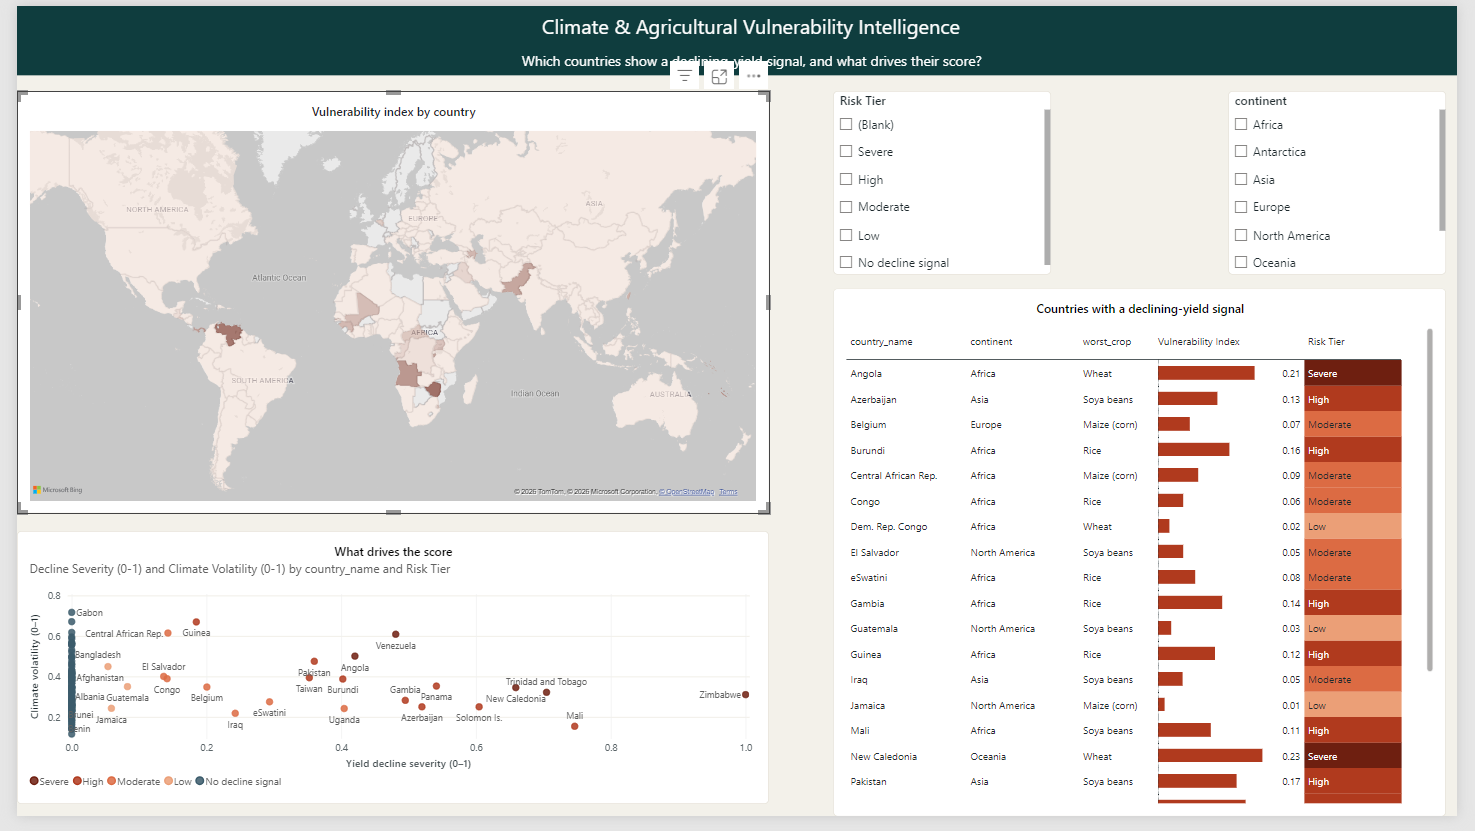 Climate & Agricultural Vulnerability Intelligence
Which countries show a declining-yield signal, and what drives their score?
Vulnerability index by country
NORTH AMERICA
EUROPE
ASIA
Atlantic Ocean
AFRICA
SOUTH AMERICA
Indian Ocean
AUSTRALIA
Microsoft Bing
© 2026 TomTom, © 2026 Microsoft Corporation, © OpenStreetMap Terms
Risk Tier
(Blank)
Severe
High
Moderate
Low
No decline signal
continent
Africa
Antarctica
Asia
Europe
North America
Oceania
Countries with a declining-yield signal
country_name continent worst_crop Vulnerability Index Risk Tier
Angola Africa Wheat 0.21 Severe
Azerbaijan Asia Soya beans 0.13 High
Belgium Europe Maize (corn) 0.07 Moderate
Burundi Africa Rice 0.16 High
Central African Rep. Africa Maize (corn) 0.09 Moderate
Congo Africa Rice 0.06 Moderate
Dem. Rep. Congo Africa Wheat 0.02 Low
El Salvador North America Soya beans 0.05 Moderate
eSwatini Africa Rice 0.08 Moderate
Gambia Africa Rice 0.14 High
Guatemala North America Soya beans 0.03 Low
Guinea Africa Rice 0.12 High
Iraq Asia Soya beans 0.05 Moderate
Jamaica North America Maize (corn) 0.01 Low
Mali Africa Soya beans 0.11 High
New Caledonia Oceania Wheat 0.23 Severe
Pakistan Asia Soya beans 0.17 High
What drives the score
Decline Severity (0-1) and Climate Volatility (0-1) by country_name and Risk Tier
Climate volatility (0–1)
0.8
0.6
0.4
0.2
Gabon
Central African Rep.
Guinea
Venezuela
Bangladesh
El Salvador
Pakistan
Angola
Afghanistan
Congo
Taiwan
Burundi
Trinidad and Tobago
Albania
Guatemala
Belgium
Gambia
Panama
New Caledonia
Zimbabwe
Jamaica
eSwatini
Uganda
Azerbaijan
Solomon Is.
Mali
Iraq
0.0 0.2 0.4 0.6 0.8 1.0
Yield decline severity (0–1)
Severe High Moderate Low No decline signal